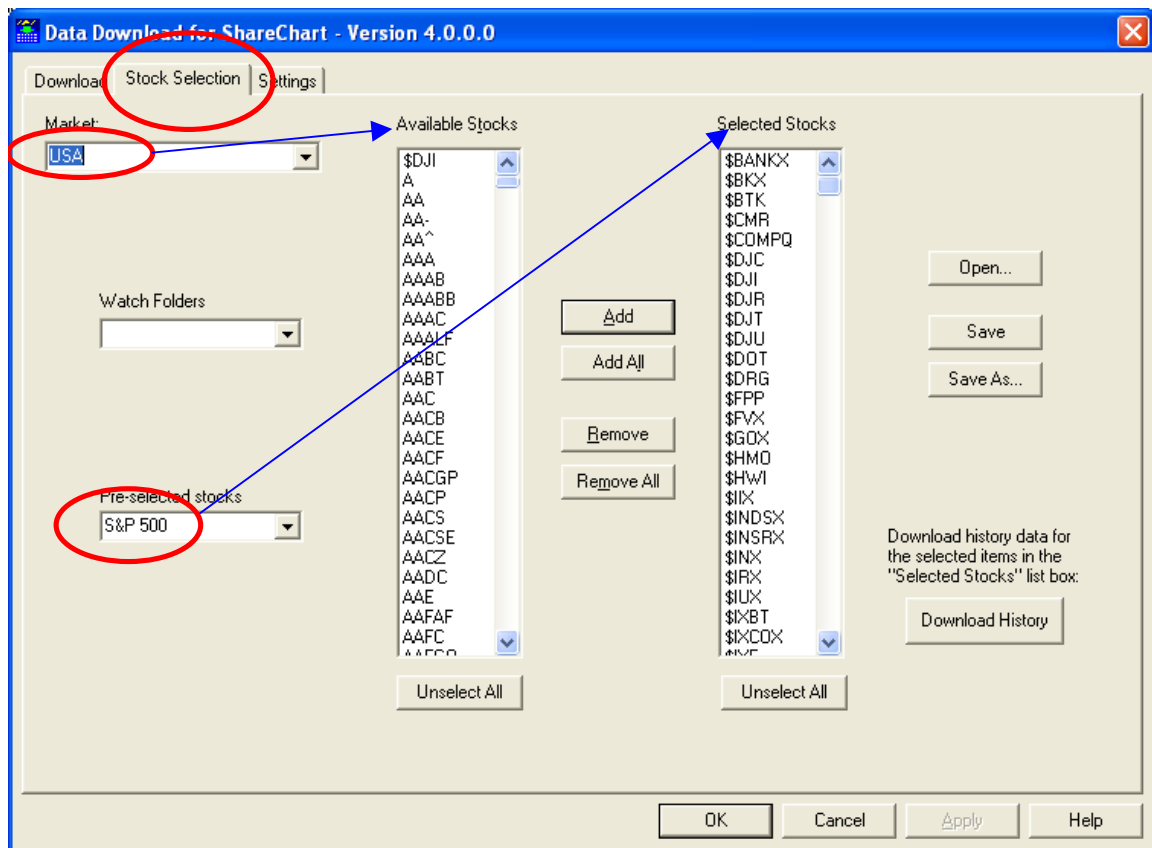 Data Download for ShareChart - Version 4.0.0.0
Download
Stock Selection
Settings
Market:
USA
Watch Folders
Pre-selected stocks
S&P 500
Available Stocks
$DJI
A
AA
AA-
AA^
AAA
AAAB
AAABB
AAAC
AAALF
AABC
AABT
AAC
AACB
AACE
AACF
AACGP
AACP
AACS
AACSE
AACZ
AADC
AAE
AAFAF
AAFC
Unselect All
Add
Add All
Remove
Remove All
Selected Stocks
$BANKX
$BKX
$BTK
$CMR
$COMPQ
$DJC
$DJI
$DJR
$DJT
$DJU
$DOT
$DRG
$FPP
$FVX
$GOX
$HMO
$HWI
$IIX
$INDSX
$INSRX
$INX
$IRX
$IUX
$IXBT
$IXCOX
Unselect All
Open...
Save
Save As...
Download history data for
the selected items in the
"Selected Stocks" list box:
Download History
OK
Cancel
Apply
Help